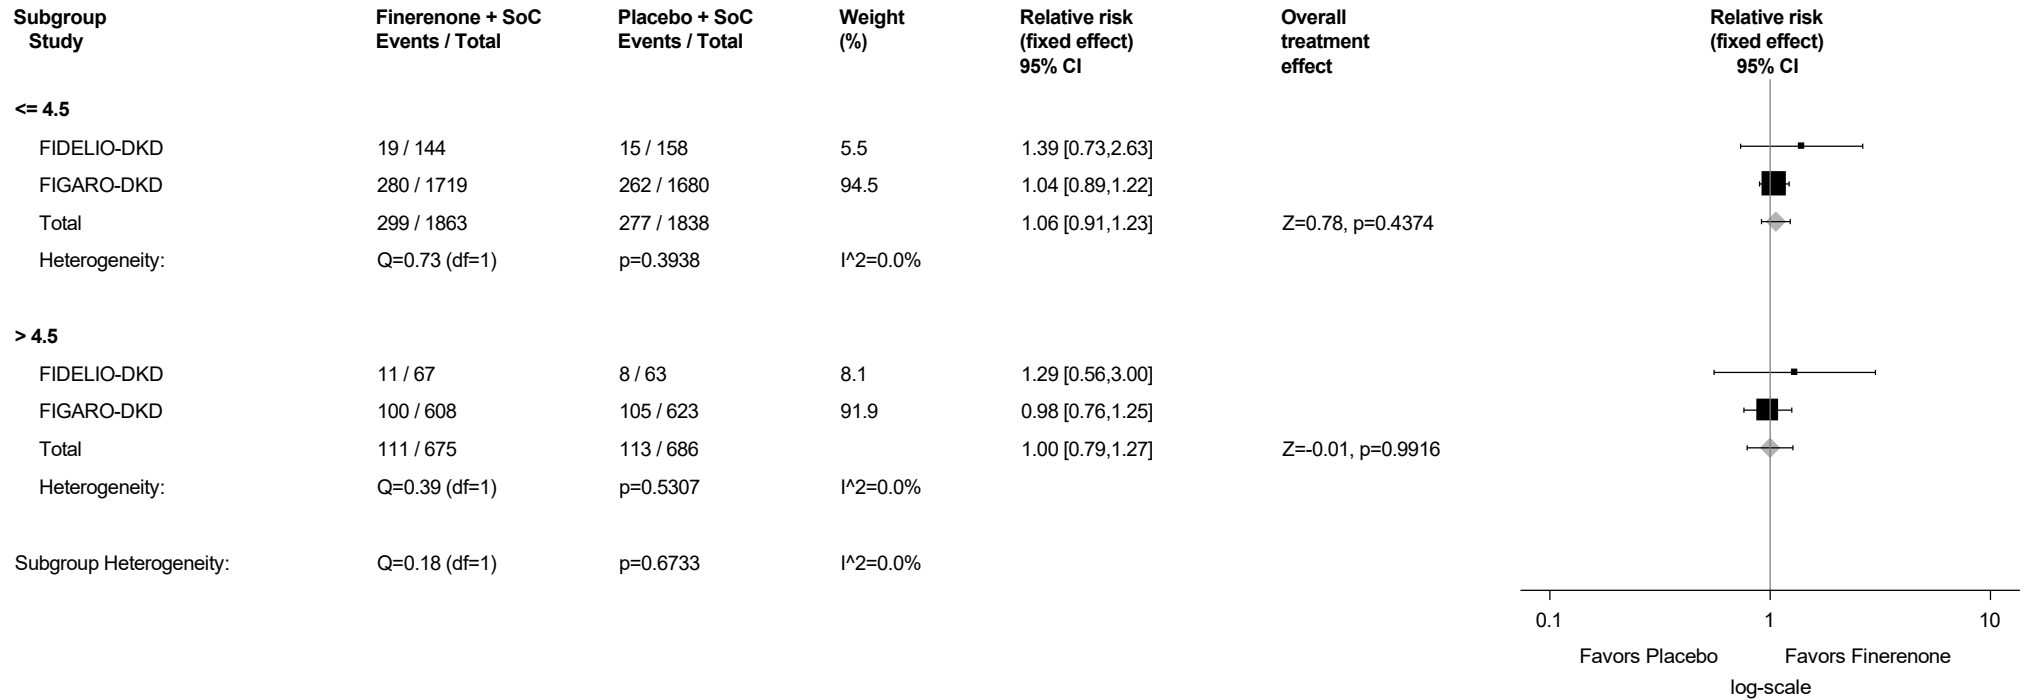 Subgroup Finerenone + SoC Placebo + SoC Weight Relative risk Overall Relative risk
Study Events / Total Events / Total (%) (fixed effect) treatment (fixed effect)
95% CI effect 95% CI
<= 4.5
FIDELIO-DKD 19 / 144 15 / 158 5.5 1.39 [0.73,2.63]
FIGARO-DKD 280 / 1719 262 / 1680 94.5 1.04 [0.89,1.22]
Total 299 / 1863 277 / 1838 1.06 [0.91,1.23] Z=0.78, p=0.4374
Heterogeneity: Q=0.73 (df=1) p=0.3938 I^2=0.0%
> 4.5
FIDELIO-DKD 11 / 67 8 / 63 8.1 1.29 [0.56,3.00]
FIGARO-DKD 100 / 608 105 / 623 91.9 0.98 [0.76,1.25]
Total 111 / 675 113 / 686 1.00 [0.79,1.27] Z=-0.01, p=0.9916
Heterogeneity: Q=0.39 (df=1) p=0.5307 I^2=0.0%
Subgroup Heterogeneity: Q=0.18 (df=1) p=0.6733 I^2=0.0%
0.1 1 10
Favors Placebo Favors Finerenone
log-scale